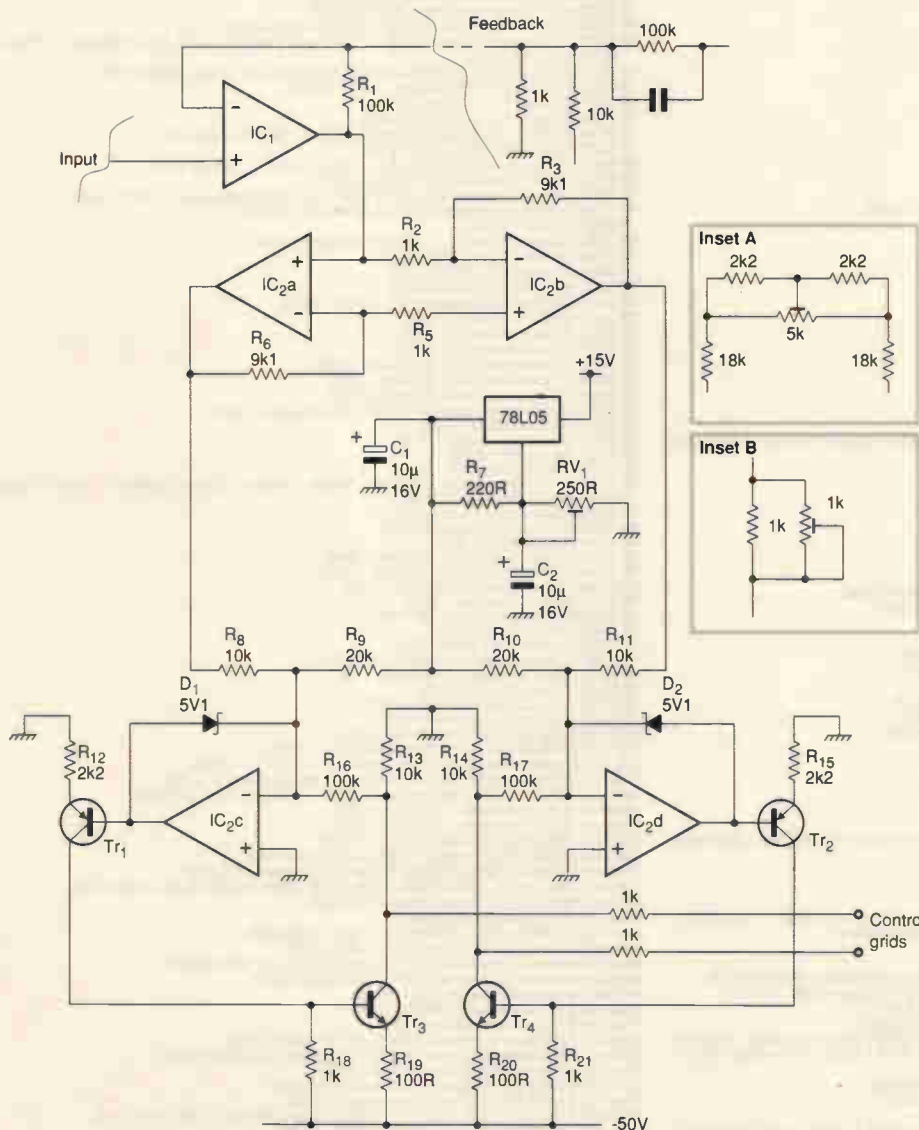 Feedback
100k
R1
100k
1k
10k
IC1
Input
R3
9k1
R2
1k
IC2a
IC2b
R5
1k
R6
9k1
+15V
78L05
C1
10µ
16V
R7
220R
RV1
250R
C2
10µ
16V
Inset A
2k2
2k2
5k
18k
18k
Inset B
1k
1k
R8
10k
R9
20k
R10
20k
R11
10k
D1
5V1
D2
5V1
R12
2k2
R13
10k
R14
10k
R15
2k2
R16
100k
R17
100k
IC2c
IC2d
Tr1
Tr2
1k
1k
Contro
grids
Tr3
Tr4
R18
1k
R19
100R
R20
100R
R21
1k
-50V